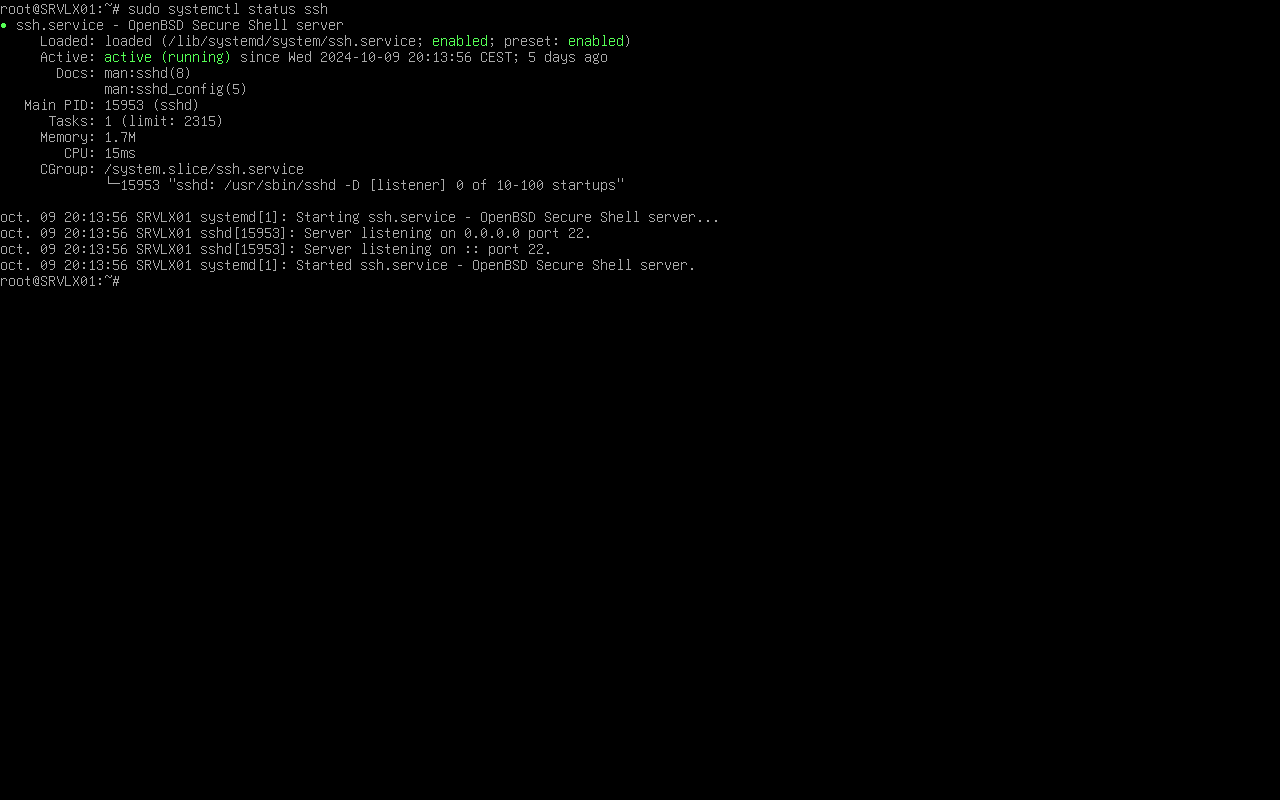 root@SRVLX01:~# sudo systemctl status ssh
● ssh.service - OpenBSD Secure Shell server
     Loaded: loaded (/lib/systemd/system/ssh.service; enabled; preset: enabled)
     Active: active (running) since Wed 2024-10-09 20:13:56 CEST; 5 days ago
       Docs: man:sshd(8)
             man:sshd_config(5)
   Main PID: 15953 (sshd)
      Tasks: 1 (limit: 2315)
     Memory: 1.7M
        CPU: 15ms
     CGroup: /system.slice/ssh.service
             └─15953 "sshd: /usr/sbin/sshd -D [listener] 0 of 10-100 startups"

oct. 09 20:13:56 SRVLX01 systemd[1]: Starting ssh.service - OpenBSD Secure Shell server...
oct. 09 20:13:56 SRVLX01 sshd[15953]: Server listening on 0.0.0.0 port 22.
oct. 09 20:13:56 SRVLX01 sshd[15953]: Server listening on :: port 22.
oct. 09 20:13:56 SRVLX01 systemd[1]: Started ssh.service - OpenBSD Secure Shell server.
root@SRVLX01:~#